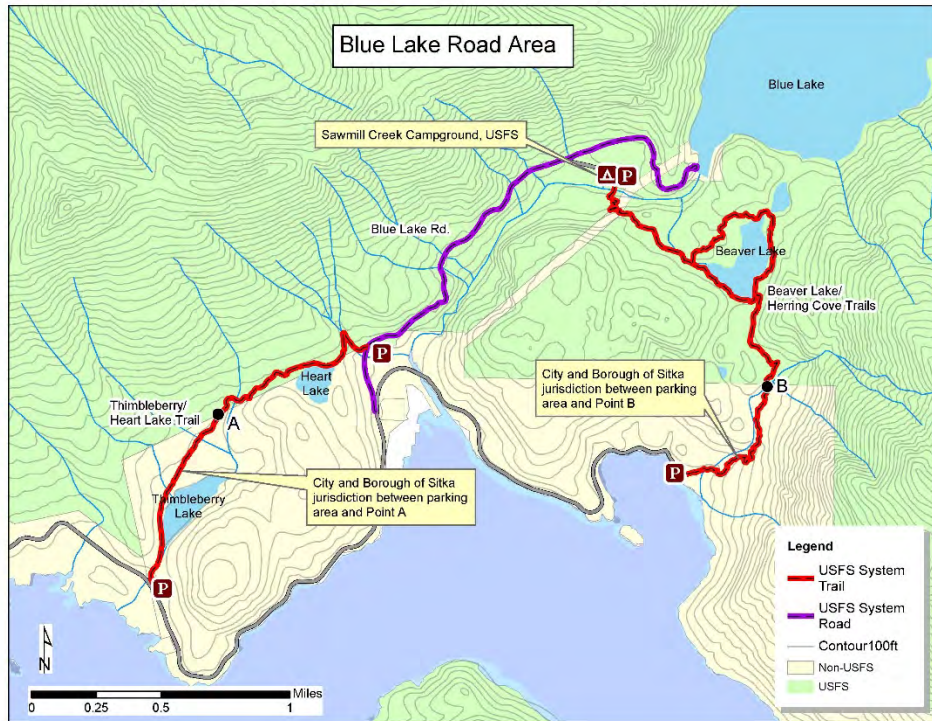 Blue Lake Road Area
Blue Lake
Sawmill Creek Campground, USFS
P
Blue Lake Rd.
Beaver Lake
Beaver Lake/
Herring Cove Trails
P
Heart
Lake
City and Borough of Sitka
jurisdiction between parking
area and Point B
B
Thimbleberry/
Heart Lake Trail
A
P
City and Borough of Sitka
jurisdiction between parking
area and Point A
Thimbleberry
Lake
P
Legend
USFS System
Trail
USFS System
Road
Contour100ft
Non-USFS
USFS
N
Miles
0 0.25 0.5 1